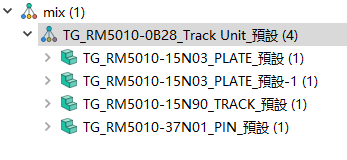 mix (1)
TG_RM5010-0B28_Track Unit_預設 (4)
TG_RM5010-15N03_PLATE_預設 (1)
TG_RM5010-15N03_PLATE_預設-1 (1)
TG_RM5010-15N90_TRACK_預設 (1)
TG_RM5010-37N01_PIN_預設 (1)